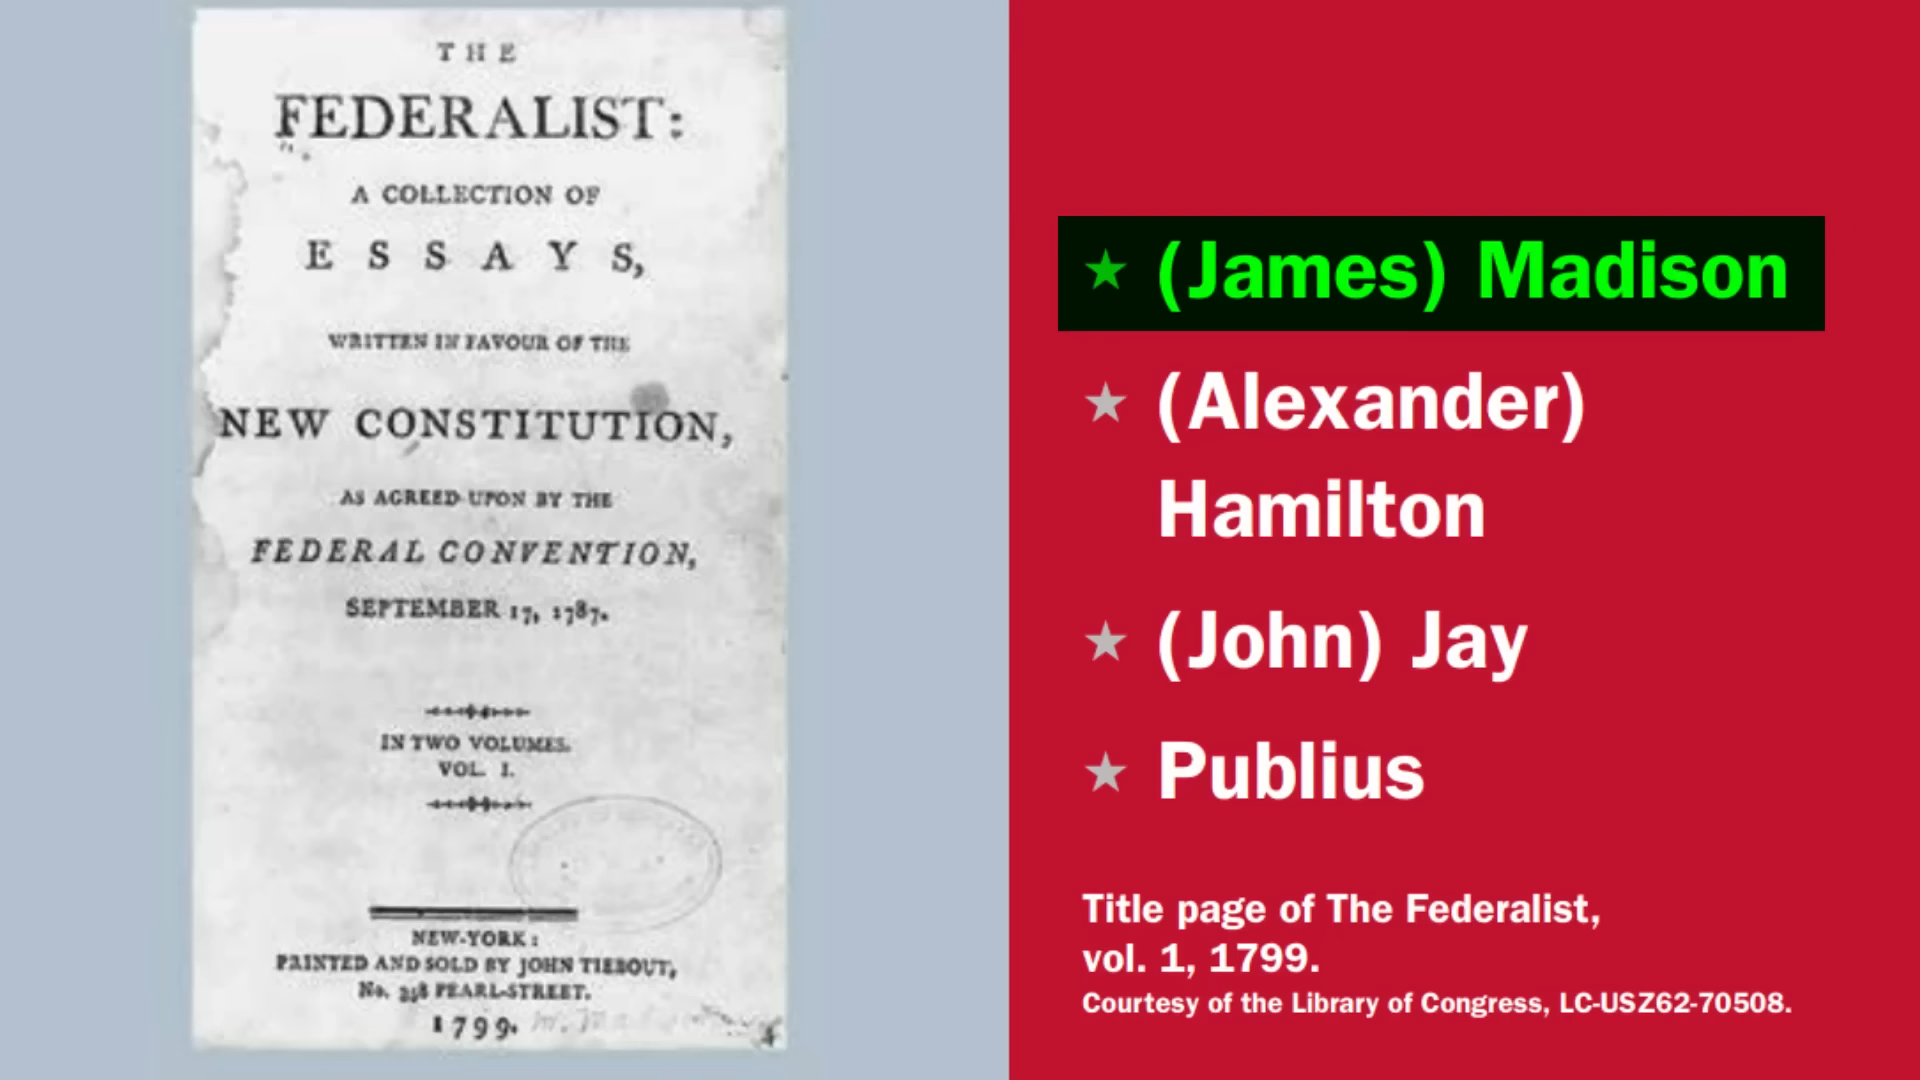 THE
FEDERALIST:
A COLLECTION OF
ESSAYS,
WRITTEN IN FAVOUR OF THE
NEW CONSTITUTION,
AS AGREED UPON BY THE
FEDERAL CONVENTION,
SEPTEMBER 17, 1787.
IN TWO VOLUMES.
VOL. I.
NEW-YORK:
PRINTED AND SOLD BY JOHN TIEBOUT,
No. 358 PEARL-STREET.
1799.
★ (James) Madison
★ (Alexander)
Hamilton
★ (John) Jay
★ Publius
Title page of The Federalist,
vol. 1, 1799.
Courtesy of the Library of Congress, LC-USZ62-70508.